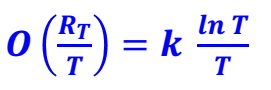 O (R_T / T) = k ln T / T